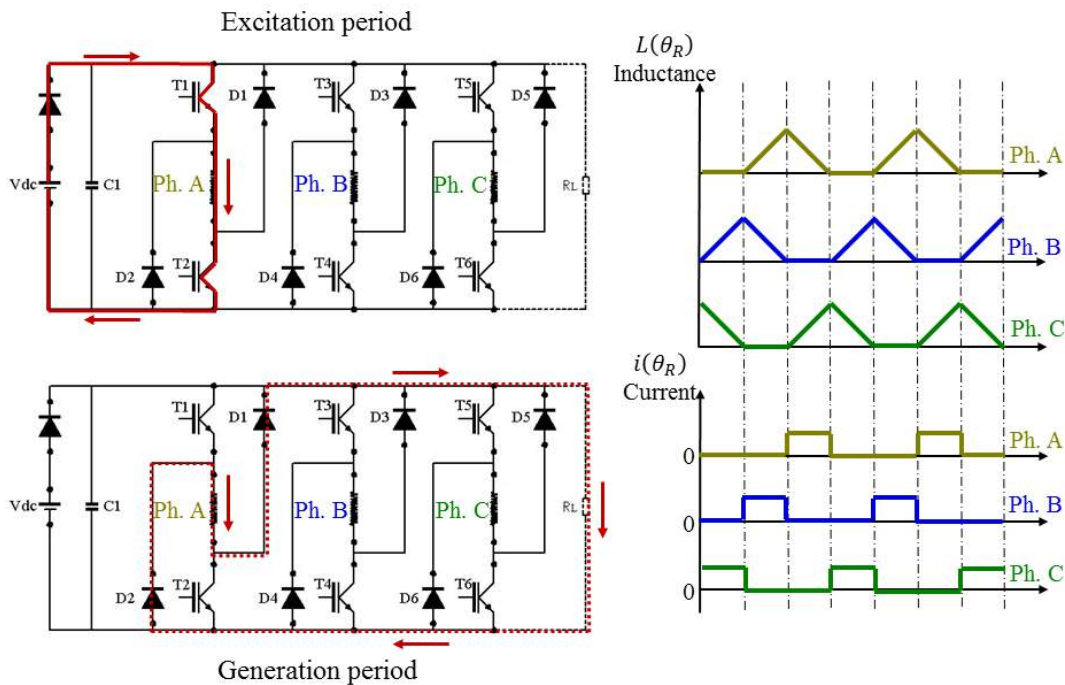 Excitation period
T1
D1
T3
D3
T5
D5
Vdc
C1
Ph. A
Ph. B
Ph. C
RL
D2
T2
D4
T4
D6
T6
T1
D1
T3
D3
T5
D5
Vdc
C1
Ph. A
Ph. B
Ph. C
RL
D2
T2
D4
T4
D6
T6
Generation period
L(θR)
Inductance
Ph. A
Ph. B
Ph. C
i(θR)
Current
0
Ph. A
0
Ph. B
0
Ph. C